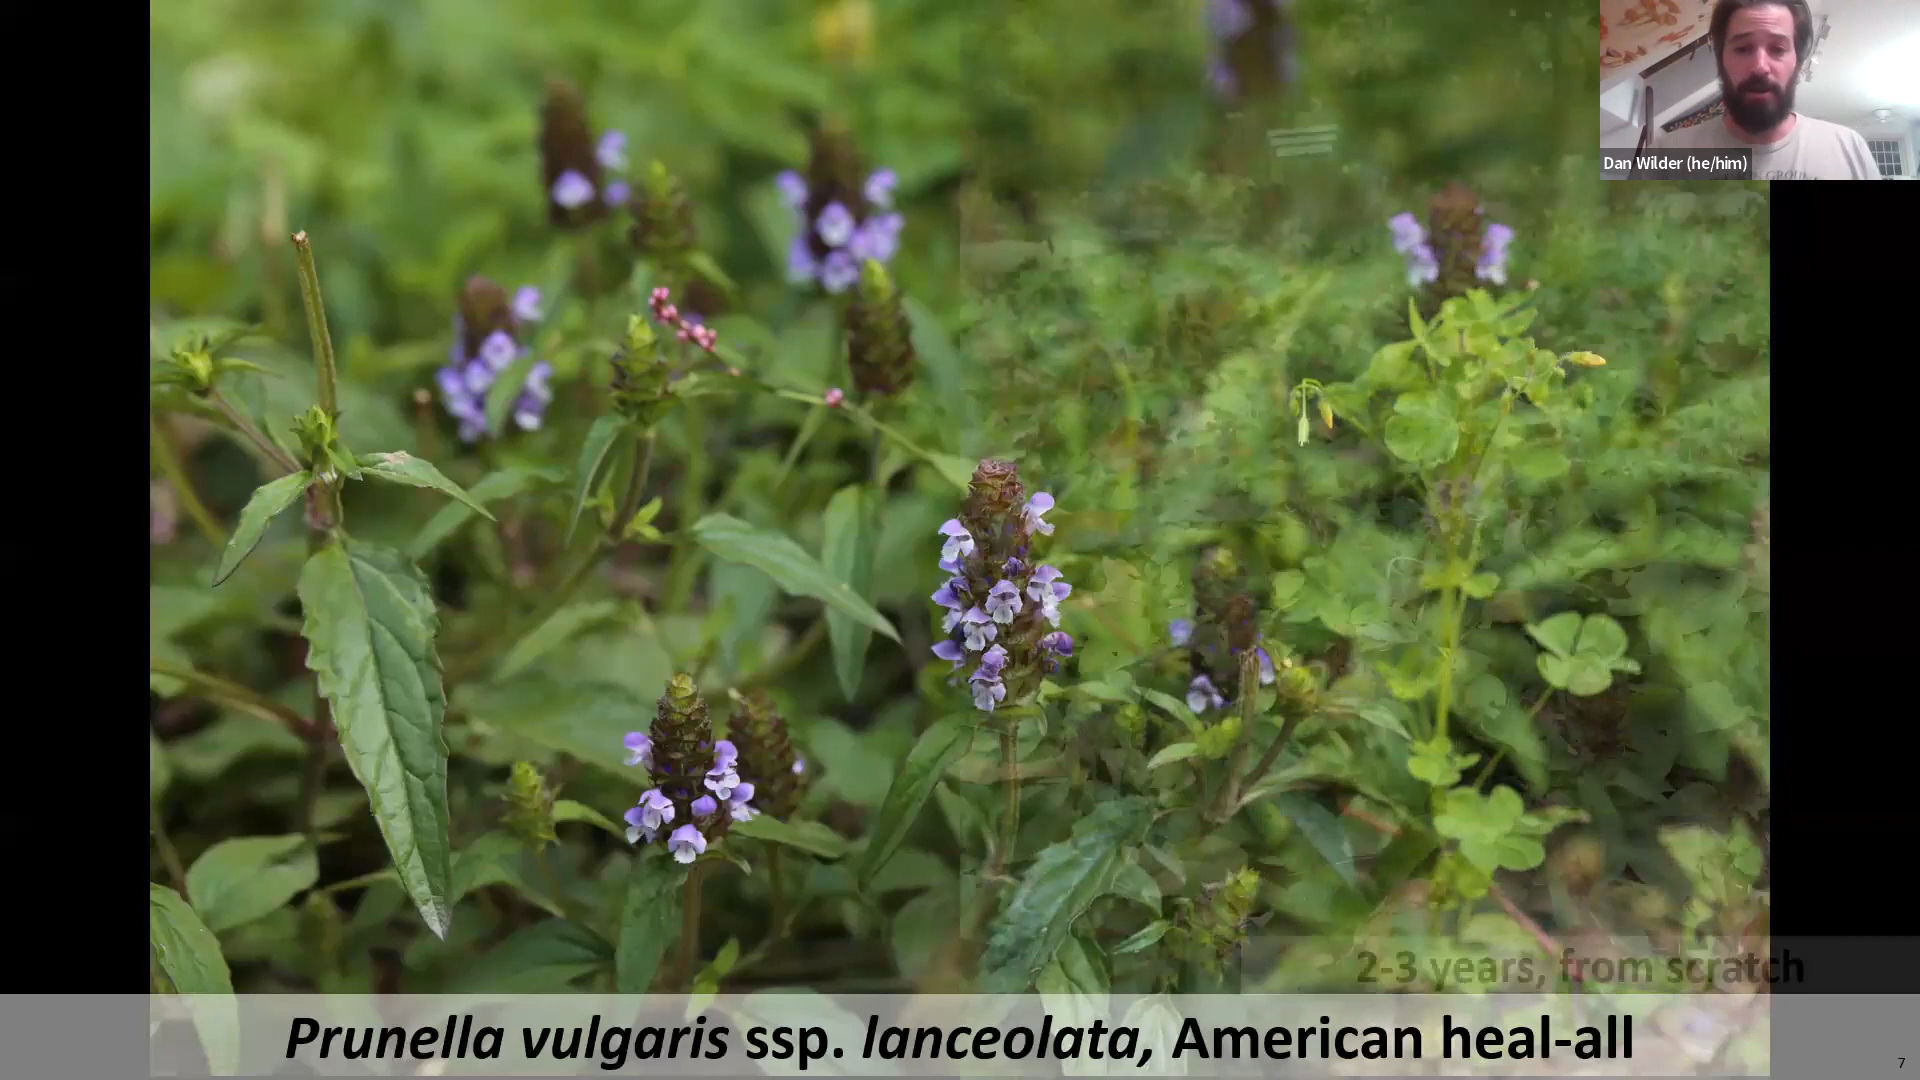 Dan Wilder (he/him)
2-3 years, from scratch
Prunella vulgaris ssp. lanceolata, American heal-all
7